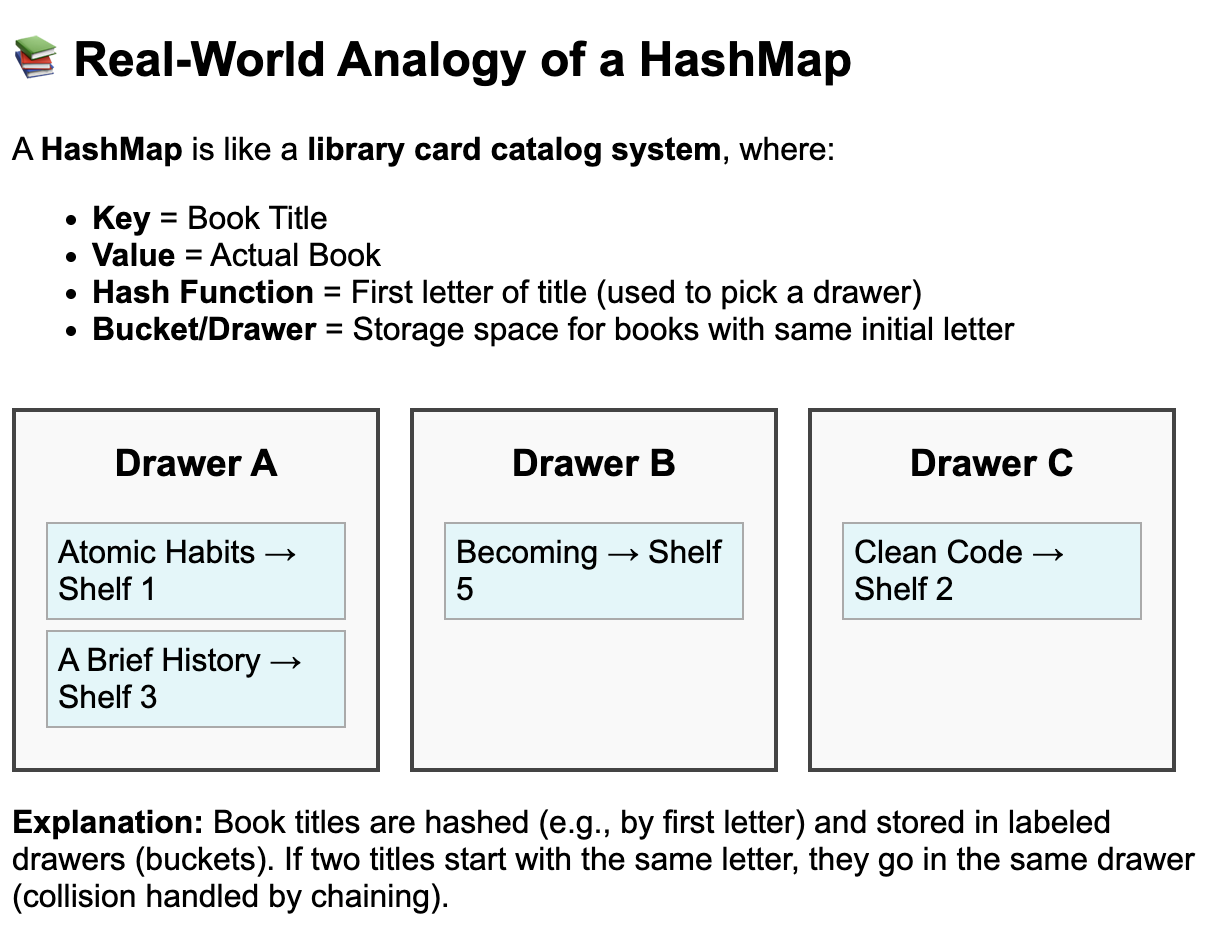 📚 Real-World Analogy of a HashMap
A HashMap is like a library card catalog system, where:
• Key = Book Title
• Value = Actual Book
• Hash Function = First letter of title (used to pick a drawer)
• Bucket/Drawer = Storage space for books with same initial letter
Drawer A
Atomic Habits →
Shelf 1
A Brief History →
Shelf 3
Drawer B
Becoming → Shelf
5
Drawer C
Clean Code →
Shelf 2
Explanation: Book titles are hashed (e.g., by first letter) and stored in labeled
drawers (buckets). If two titles start with the same letter, they go in the same drawer
(collision handled by chaining).